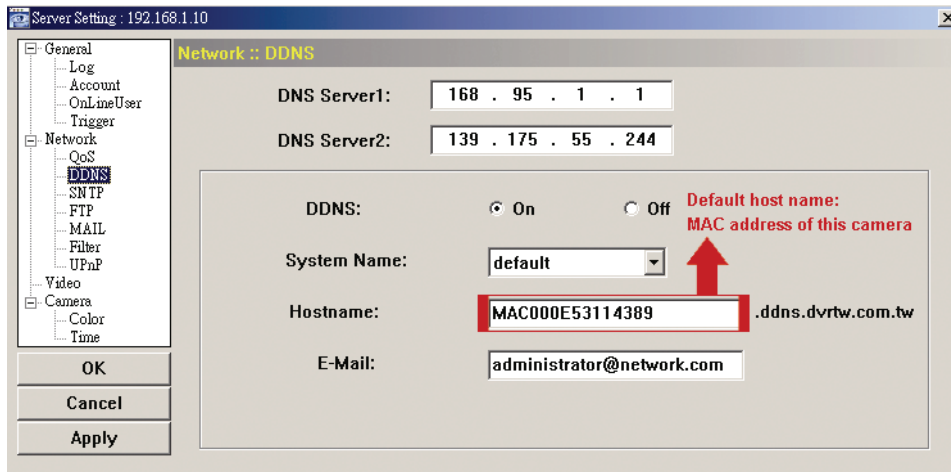 Server Setting : 192.168.1.10
General
Log
Account
OnLineUser
Trigger
Network
QoS
DDNS
SNTP
FTP
MAIL
Filter
UPnP
Video
Camera
Color
Time
OK
Cancel
Apply
Network :: DDNS
DNS Server1: 168 . 95 . 1 . 1
DNS Server2: 139 . 175 . 55 . 244
DDNS: On Off
Default host name:
MAC address of this camera
System Name: default
Hostname: MAC000E53114389 .ddns.dvrtw.com.tw
E-Mail: administrator@network.com